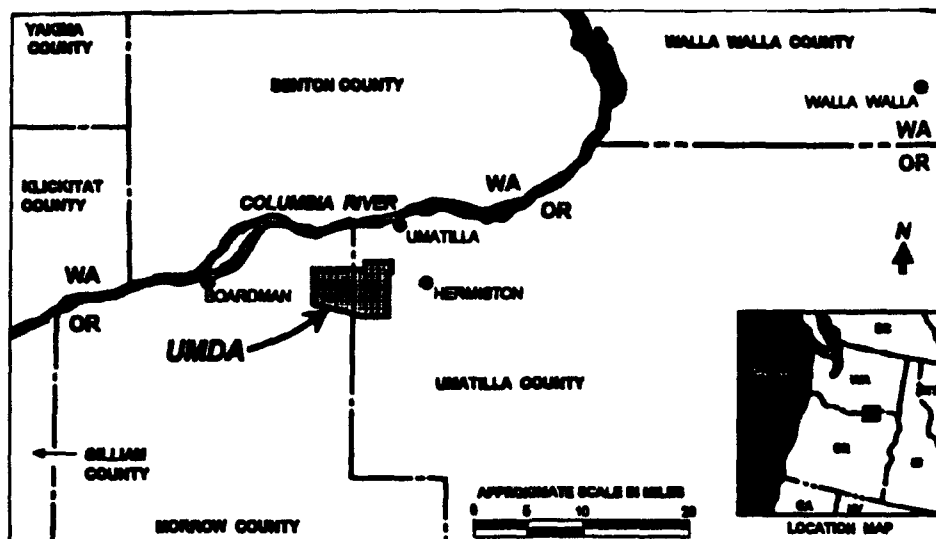 YAKIMA
COUNTY
BENTON COUNTY
WALLA WALLA COUNTY
WALLA WALLA
WA
OR
KLICKITAT
COUNTY
COLUMBIA RIVER
WA
OR
UMATILLA
N
WA
OR
BOARDMAN
HERMISTON
UMDA
UMATILLA COUNTY
GILLIAM
COUNTY
MORROW COUNTY
APPROXIMATE SCALE IN MILES
0 5 10 20
WA
OR
CA NV
LOCATION MAP